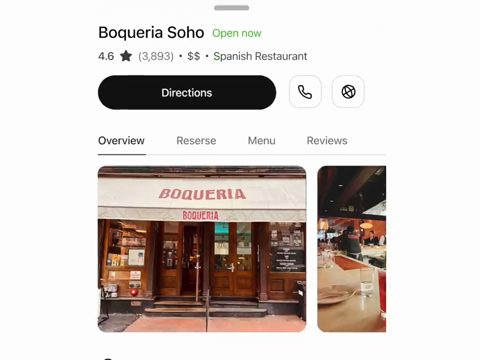 Boqueria Soho Open now
4.6 ★ (3,893) • $$ • Spanish Restaurant
Directions
Overview Reserse Menu Reviews
BOQUERIA
BOQUERIA